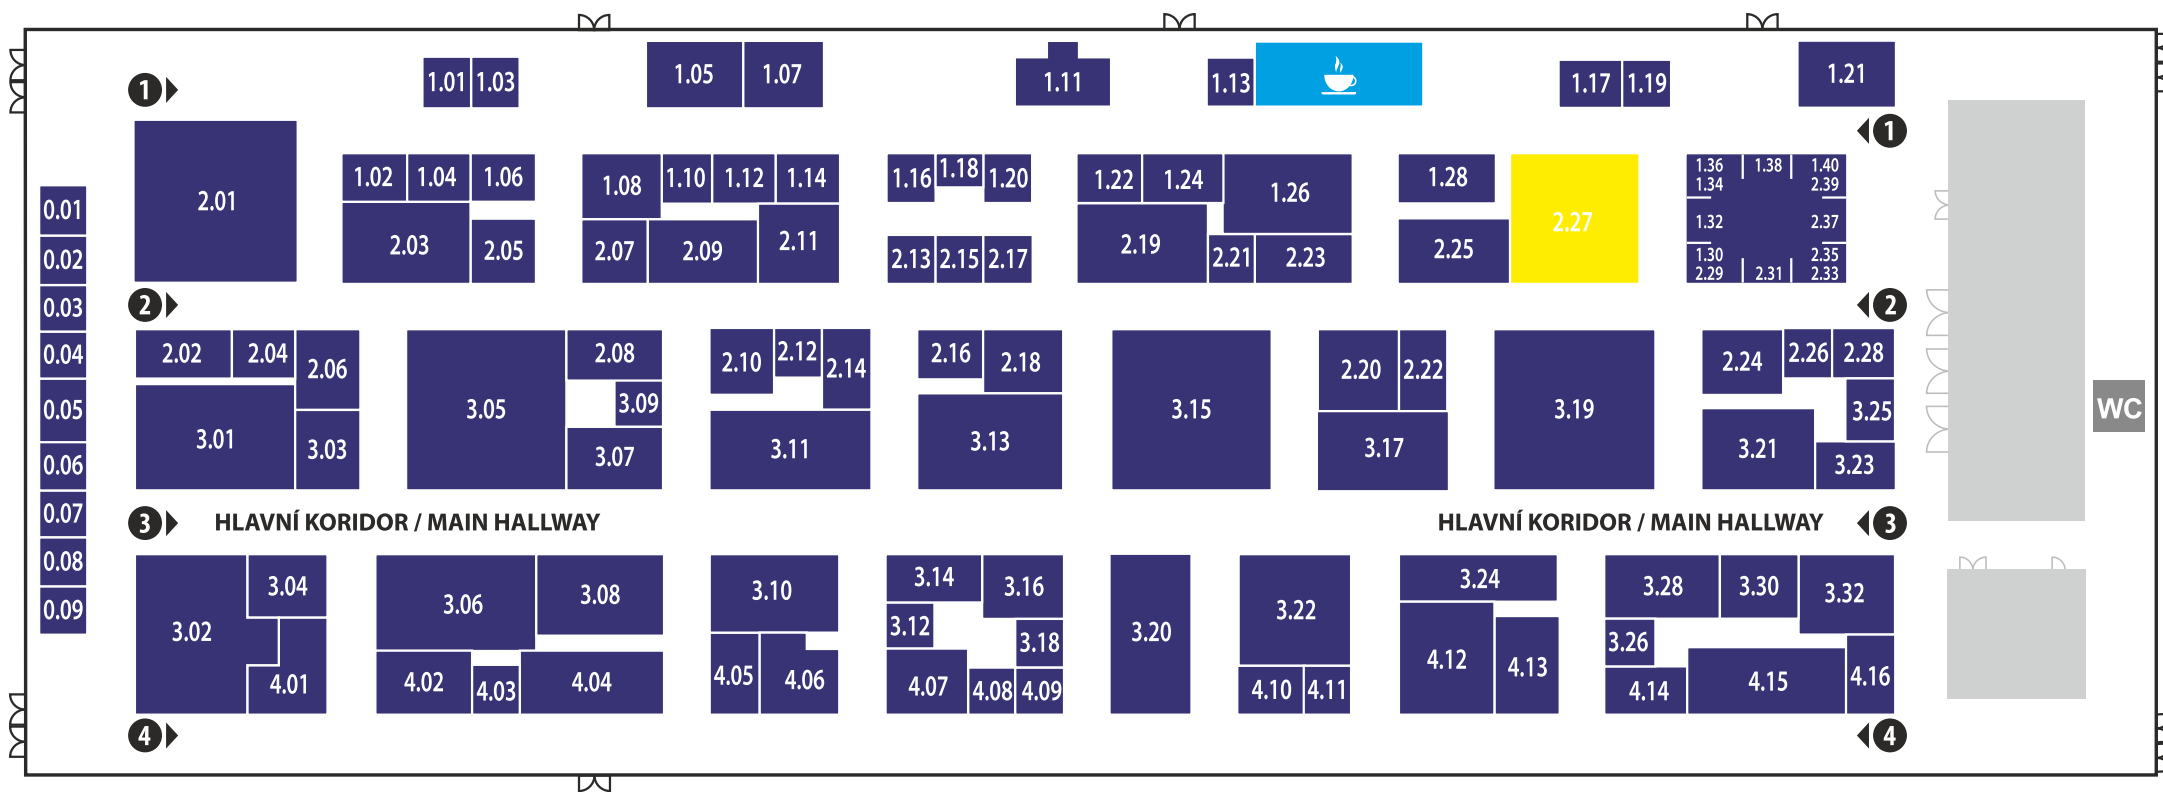 1.01 1.03 1.05 1.07 1.11 1.13 1.17 1.19 1.21
1
1
1.02 1.04 1.06 1.08 1.10 1.12 1.14 1.16 1.18 1.20 1.22 1.24 1.26 1.28 1.36 1.38 1.40
1.34 2.39
2.01 2.27 1.32 2.37
2.03 2.05 2.07 2.09 2.11 2.13 2.15 2.17 2.19 2.21 2.23 2.25 1.30 2.35
2.29 2.31 2.33
0.01
0.02
0.03
0.04
0.05
0.06
0.07
0.08
0.09
2 2
2.02 2.04 2.06 2.08 2.10 2.12 2.14 2.16 2.18 2.20 2.22 2.24 2.26 2.28
3.05 3.09 3.15 3.19 3.25
3.01 3.03 3.07 3.11 3.13 3.17 3.21 3.23
WC
3 HLAVNÍ KORIDOR / MAIN HALLWAY HLAVNÍ KORIDOR / MAIN HALLWAY 3
3.04 3.06 3.08 3.10 3.14 3.16 3.22 3.24 3.28 3.30 3.32
3.02 3.12 3.18 3.20 3.26
4.01 4.02 4.03 4.04 4.05 4.06 4.07 4.08 4.09 4.10 4.11 4.12 4.13 4.14 4.15 4.16
4 4